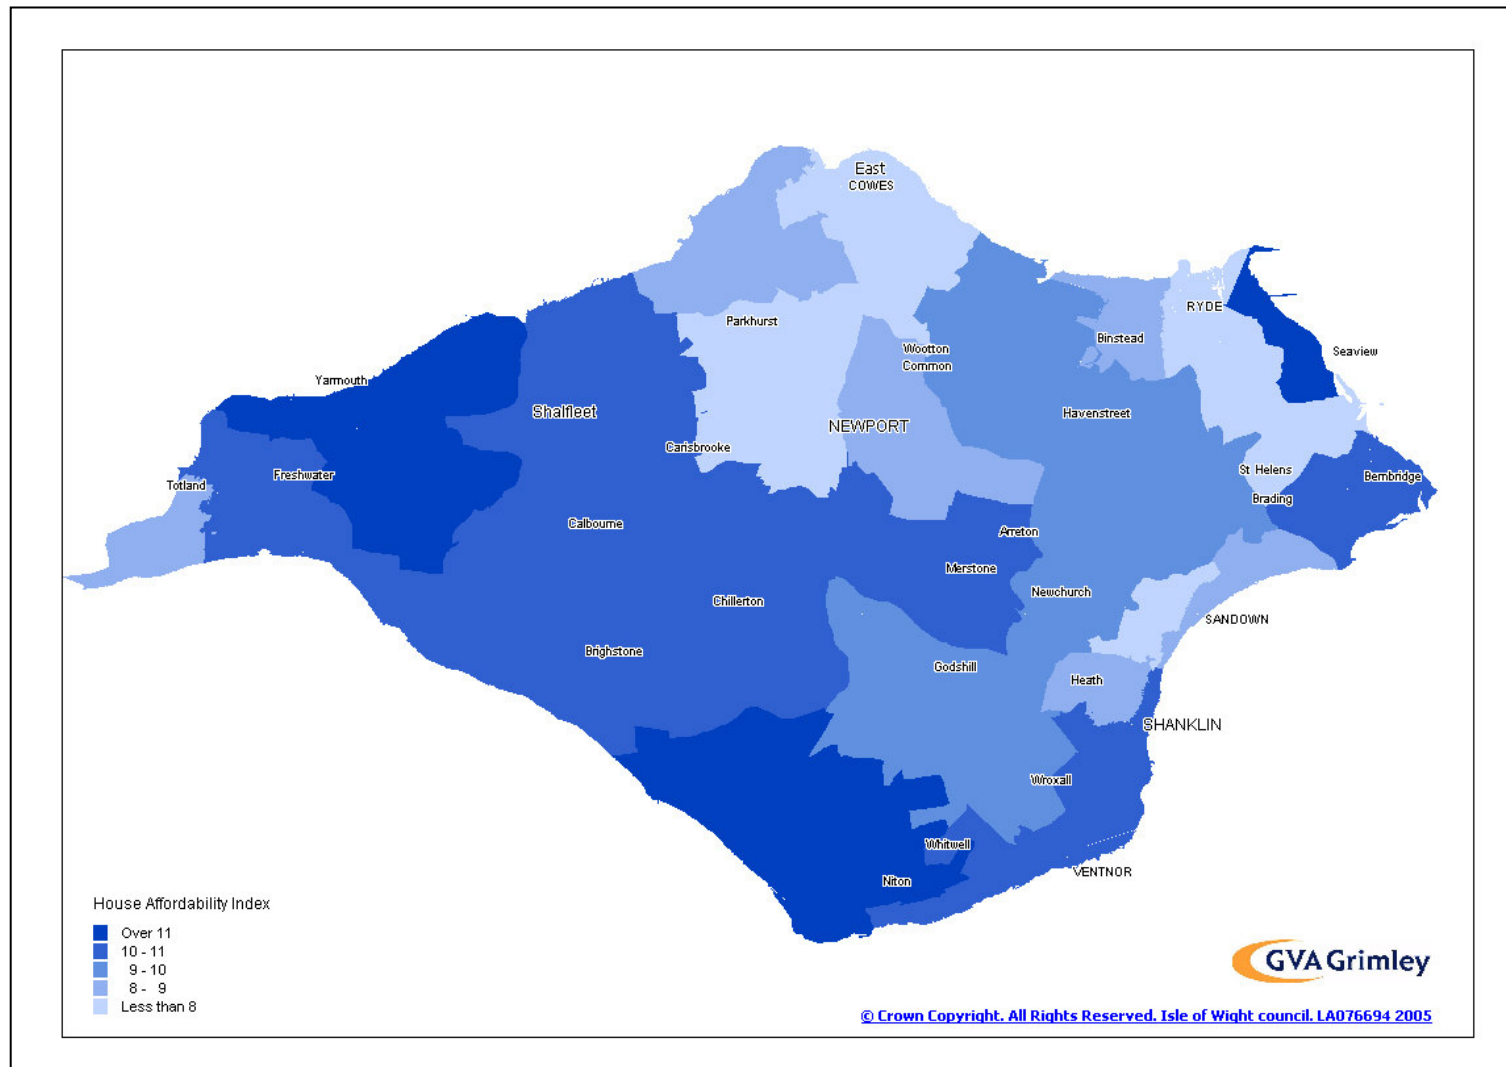 East
COWES
RYDE
Parkhurst
Binstead
Wootton
Common
Seaview
Yarmouth
Shalfleet
Havenstreet
NEWPORT
Carisbrooke
St Helens
Freshwater
Bembridge
Totland
Brading
Calbourne
Arreton
Merstone
Newchurch
Chillerton
SANDOWN
Brighstone
Godshill
Heath
SHANKLIN
Wroxall
Whitwell
VENTNOR
Niton
House Affordability Index
Over 11
10 - 11
9 - 10
8 - 9
Less than 8
GVA Grimley
© Crown Copyright. All Rights Reserved. Isle of Wight council. LA076694 2005